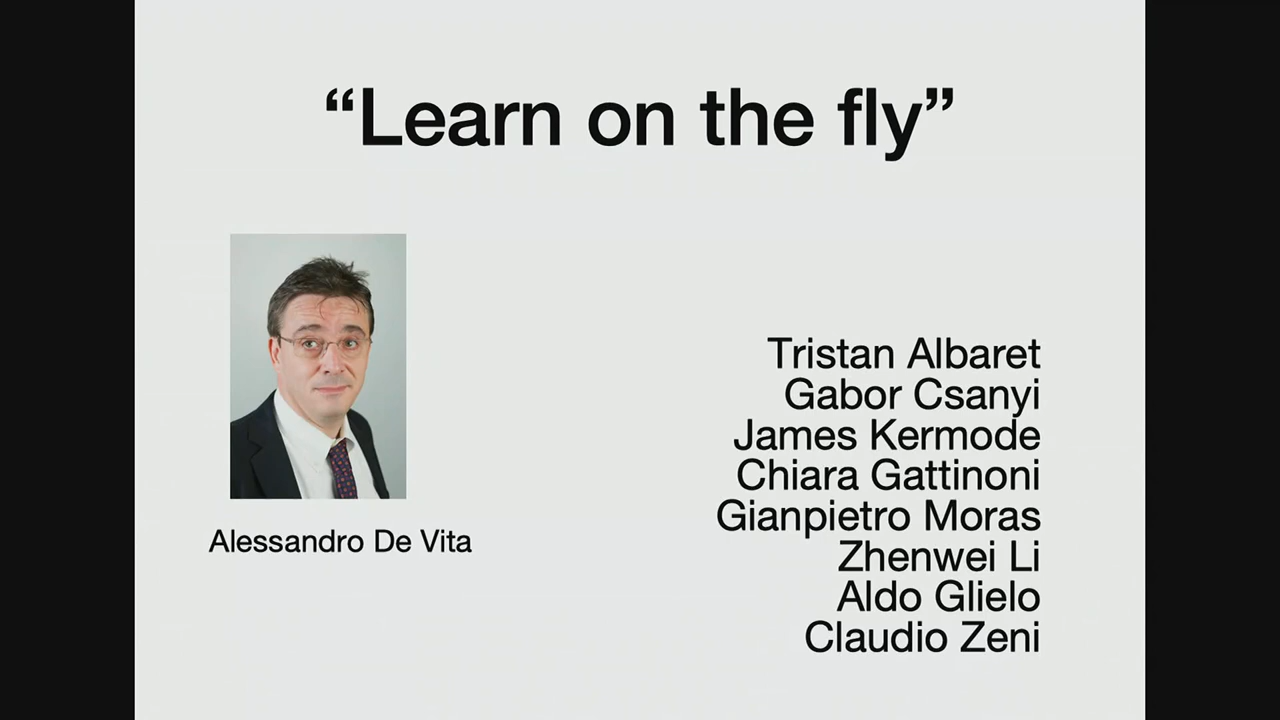 “Learn on the fly”
Alessandro De Vita
Tristan Albaret
Gabor Csanyi
James Kermode
Chiara Gattinoni
Gianpietro Moras
Zhenwei Li
Aldo Glielo
Claudio Zeni